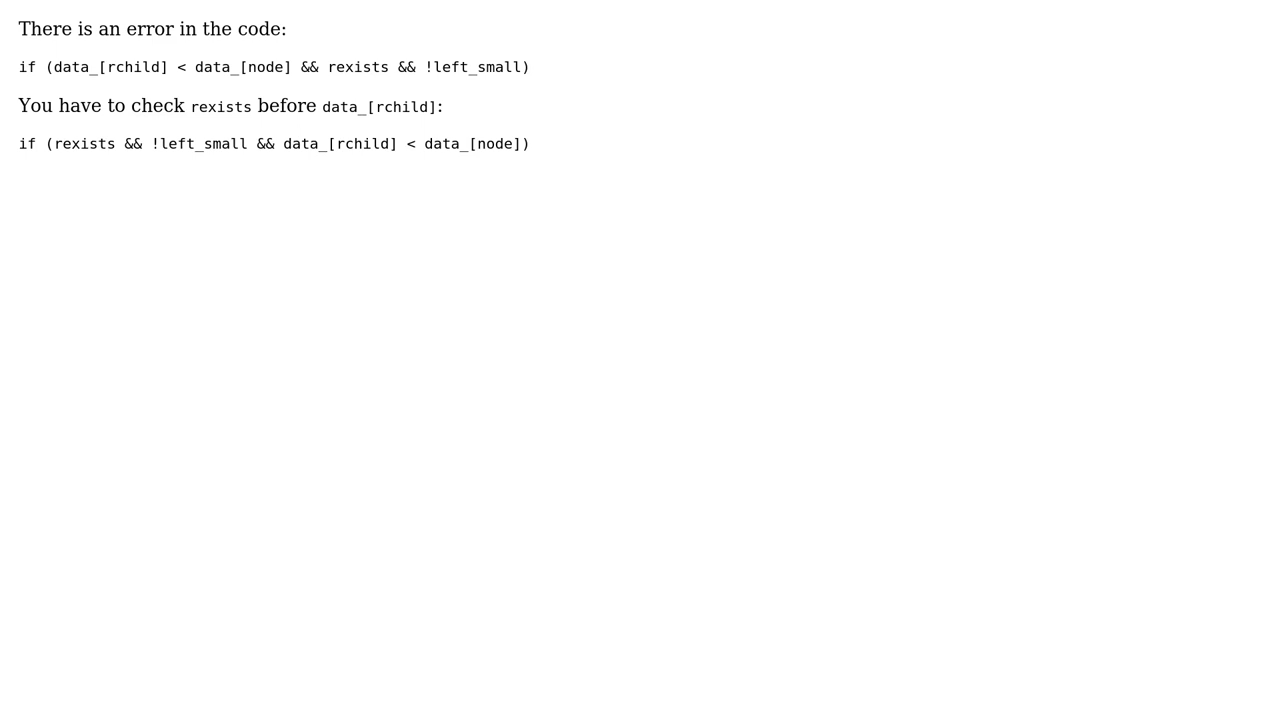 There is an error in the code:
if (data_[rchild] < data_[node] && rexists && !left_small)
You have to check rexists before data_[rchild]:
if (rexists && !left_small && data_[rchild] < data_[node])